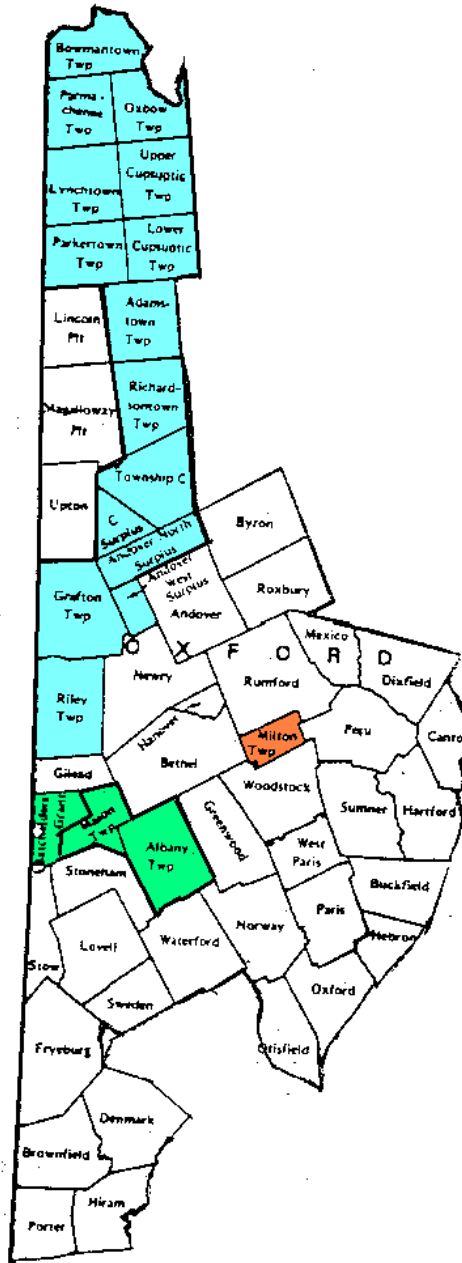 Bowmantown
Twp
Parma-
chenee
Twp
Oxbow
Twp
Lynchtown
Twp
Upper
Cupsuptic
Twp
Parkertown
Twp
Lower
Cupsuptic
Twp
Lincoln
Plt
Adams-
town
Twp
Magalloway
Plt
Richard-
sontown
Twp
Upton
Township C
C
Surplus
Andover North
Surplus
Andover
West
Surplus
Andover
Byron
Roxbury
Grafton
Twp
OXFORD
Mexico
Dixfield
Newry
Rumford
Riley
Twp
Hanover
Milton
Twp
Peru
Canto
Gilead
Bethel
Woodstock
Batchelders
Grant
Mason
Twp
Albany
Twp
Greenwood
Sumner
Hartford
West
Paris
Stoneham
Buckfield
Norway
Paris
Hebron
Lovell
Waterford
Stow
Sweden
Oxford
Otisfield
Fryeburg
Denmark
Brownfield
Hiram
Porter